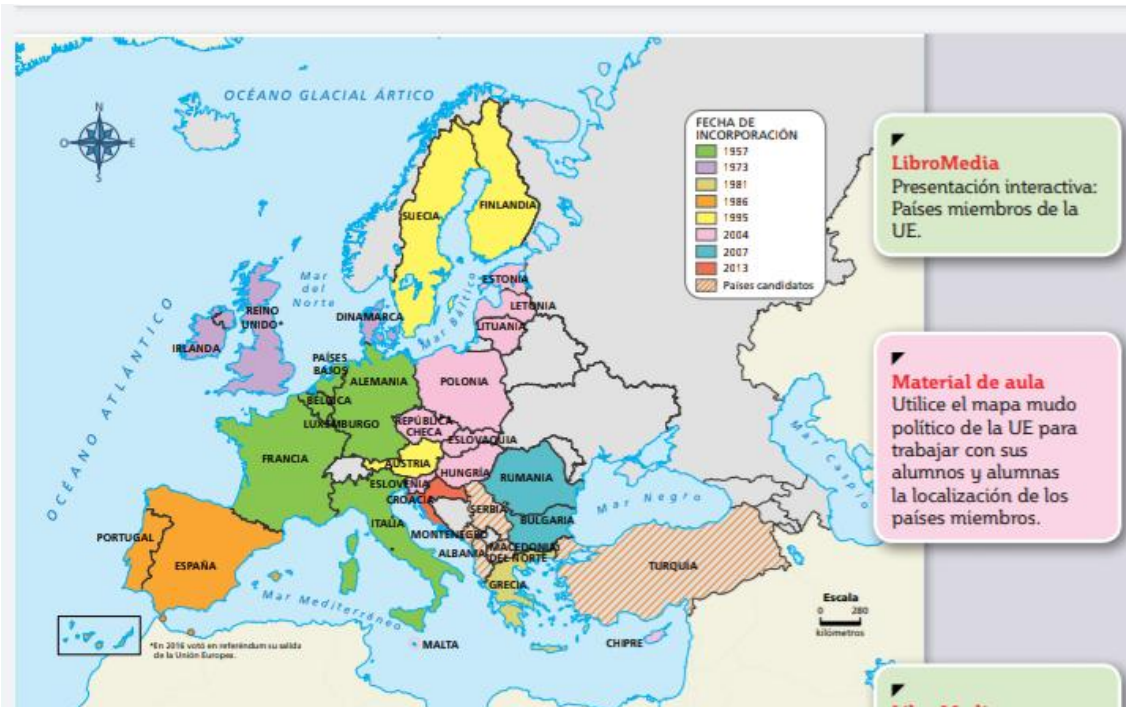 OCÉANO GLACIAL ÁRTICO
N
O
E
S
FECHA DE
INCORPORACIÓN
1957
1973
1981
1986
1995
2004
2007
2013
Países candidatos
SUECIA
FINLANDIA
ESTONIA
LETONIA
LITUANIA
Mar
del
Norte
Mar Báltico
REINO
UNIDO*
IRLANDA
DINAMARCA
PAÍSES
BAJOS
ALEMANIA
POLONIA
BÉLGICA
LUXEMBURGO
REPÚBLICA
CHECA
ESLOVAQUIA
FRANCIA
AUSTRIA
HUNGRÍA
RUMANIA
ESLOVENIA
CROACIA
SERBIA
ITALIA
BULGARIA
MONTENEGRO
ALBANIA
MACEDONIA
DEL NORTE
GRECIA
TURQUÍA
PORTUGAL
ESPAÑA
MALTA
CHIPRE
OCÉANO ATLÁNTICO
Mar Mediterráneo
Mar Negro
Mar Caspio
Escala
0 280
kilómetros
*En 2016 votó en referéndum su salida
de la Unión Europea.
LibroMedia
Presentación interactiva:
Países miembros de la
UE.
Material de aula
Utilice el mapa mudo
político de la UE para
trabajar con sus
alumnos y alumnas
la localización de los
países miembros.